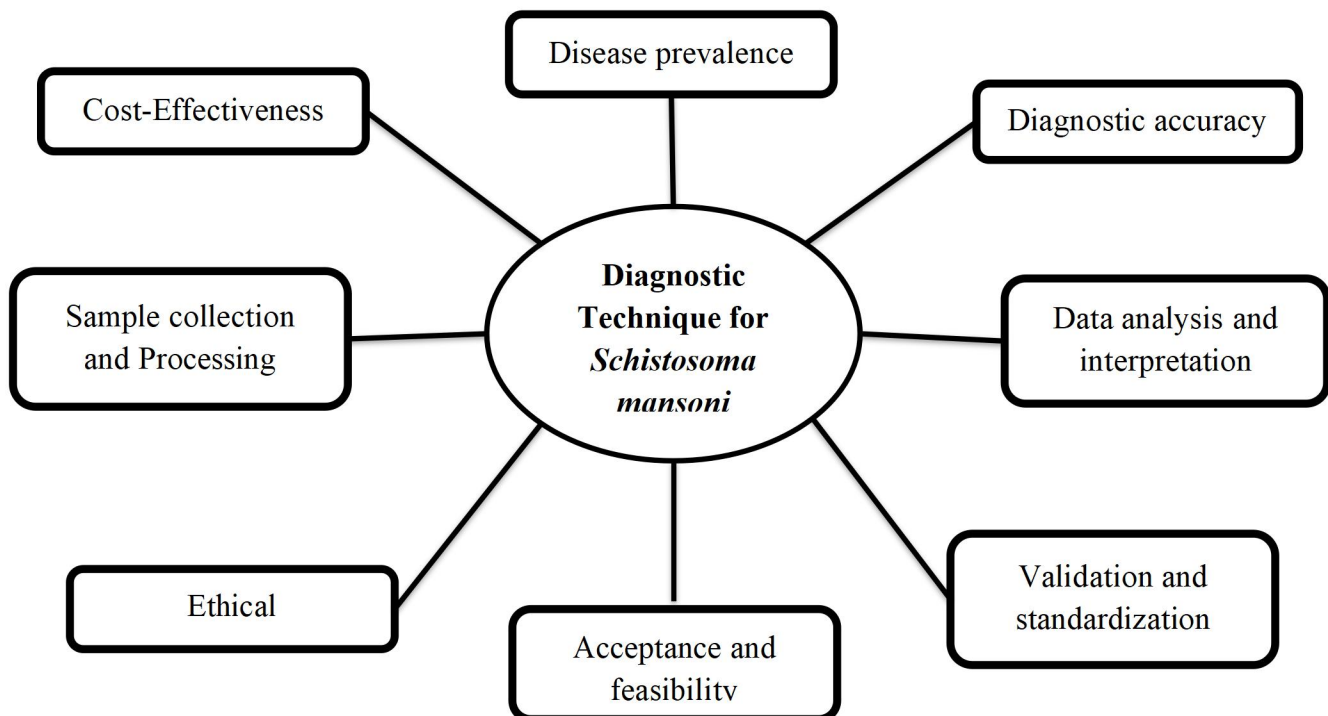 Disease prevalence
Cost-Effectiveness
Diagnostic accuracy
Diagnostic
Technique for
Schistosoma
mansoni
Sample collection
and Processing
Data analysis and
interpretation
Ethical
Acceptance and
feasibility
Validation and
standardization